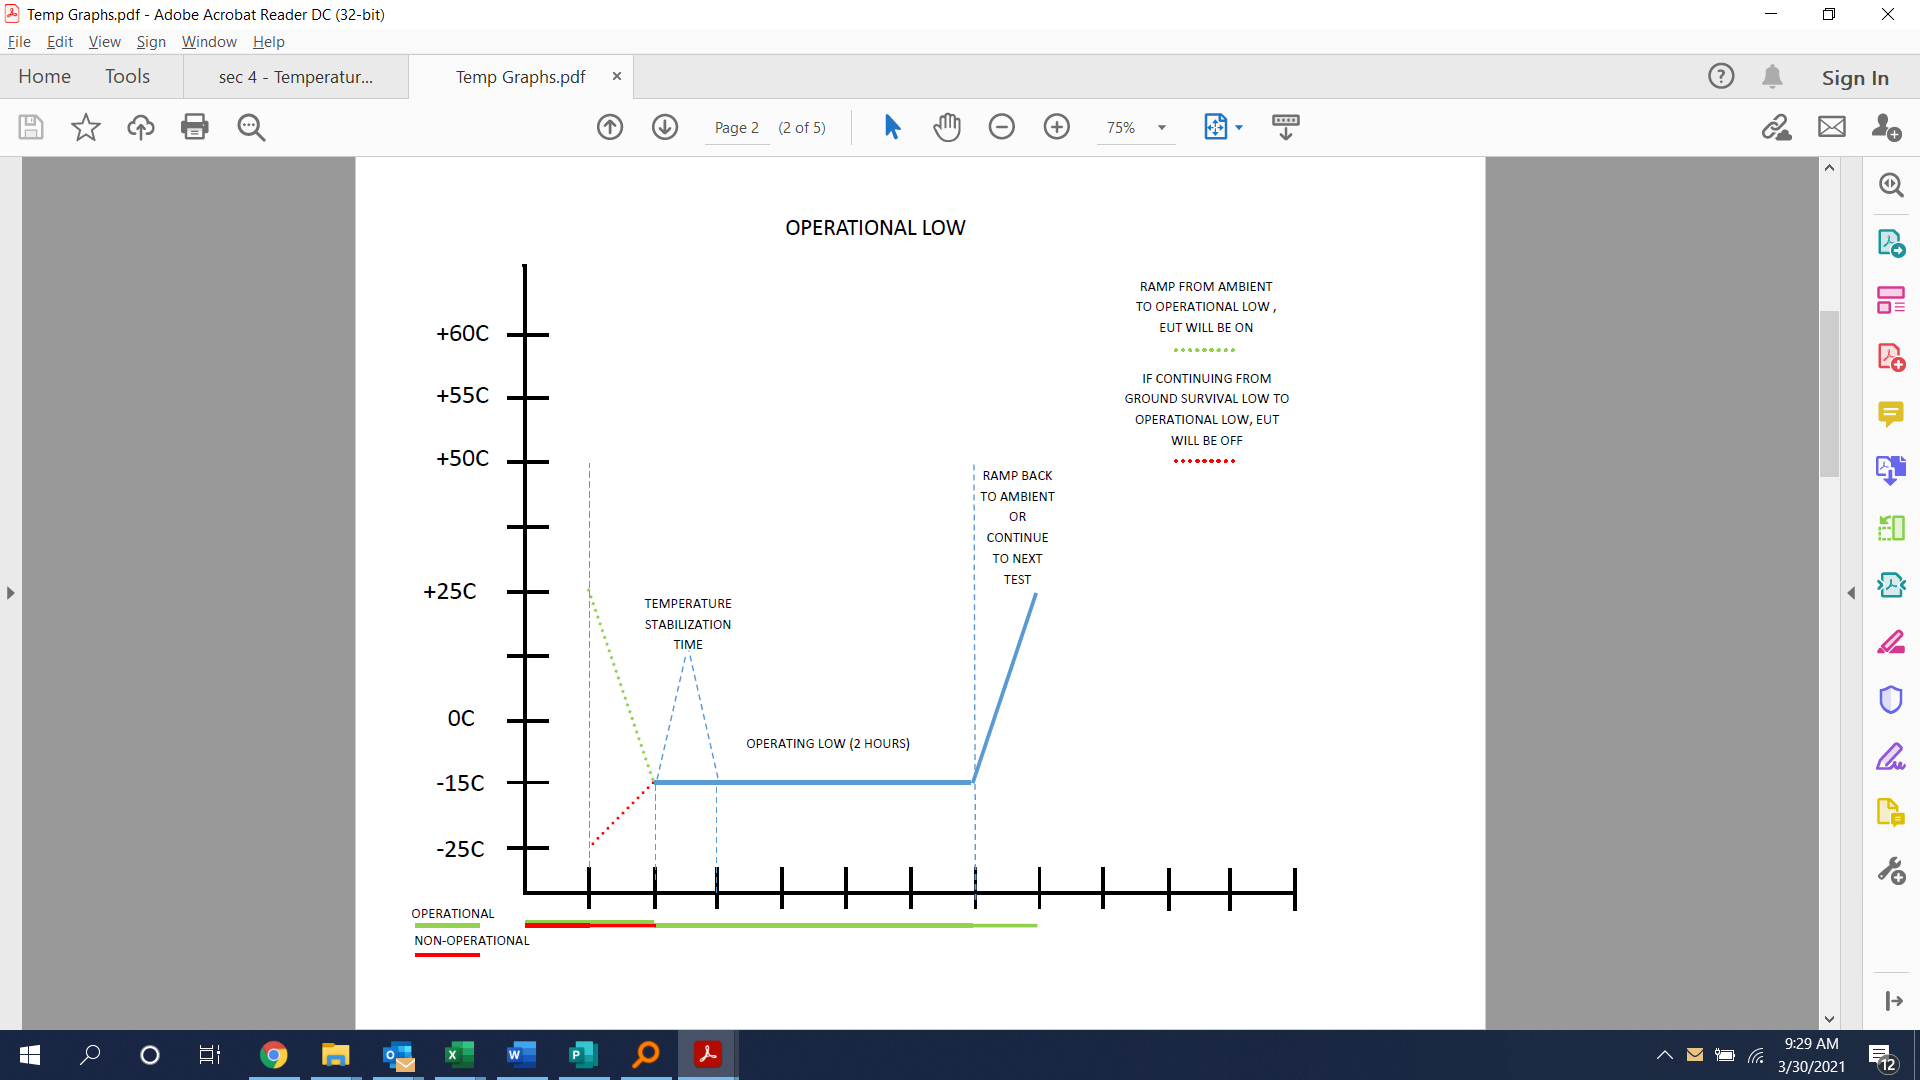 Temp Graphs.pdf - Adobe Acrobat Reader DC (32-bit)
File Edit View Sign Window Help
Home Tools sec 4 - Temperatur... Temp Graphs.pdf × Sign In
Page 2 (2 of 5) 75%
OPERATIONAL LOW
RAMP FROM AMBIENT
TO OPERATIONAL LOW ,
EUT WILL BE ON
IF CONTINUING FROM
GROUND SURVIVAL LOW TO
OPERATIONAL LOW, EUT
WILL BE OFF
+60C
+55C
+50C
+25C
0C
-15C
-25C
RAMP BACK
TO AMBIENT
OR
CONTINUE
TO NEXT
TEST
TEMPERATURE
STABILIZATION
TIME
OPERATING LOW (2 HOURS)
OPERATIONAL
NON-OPERATIONAL
9:29 AM
3/30/2021
12